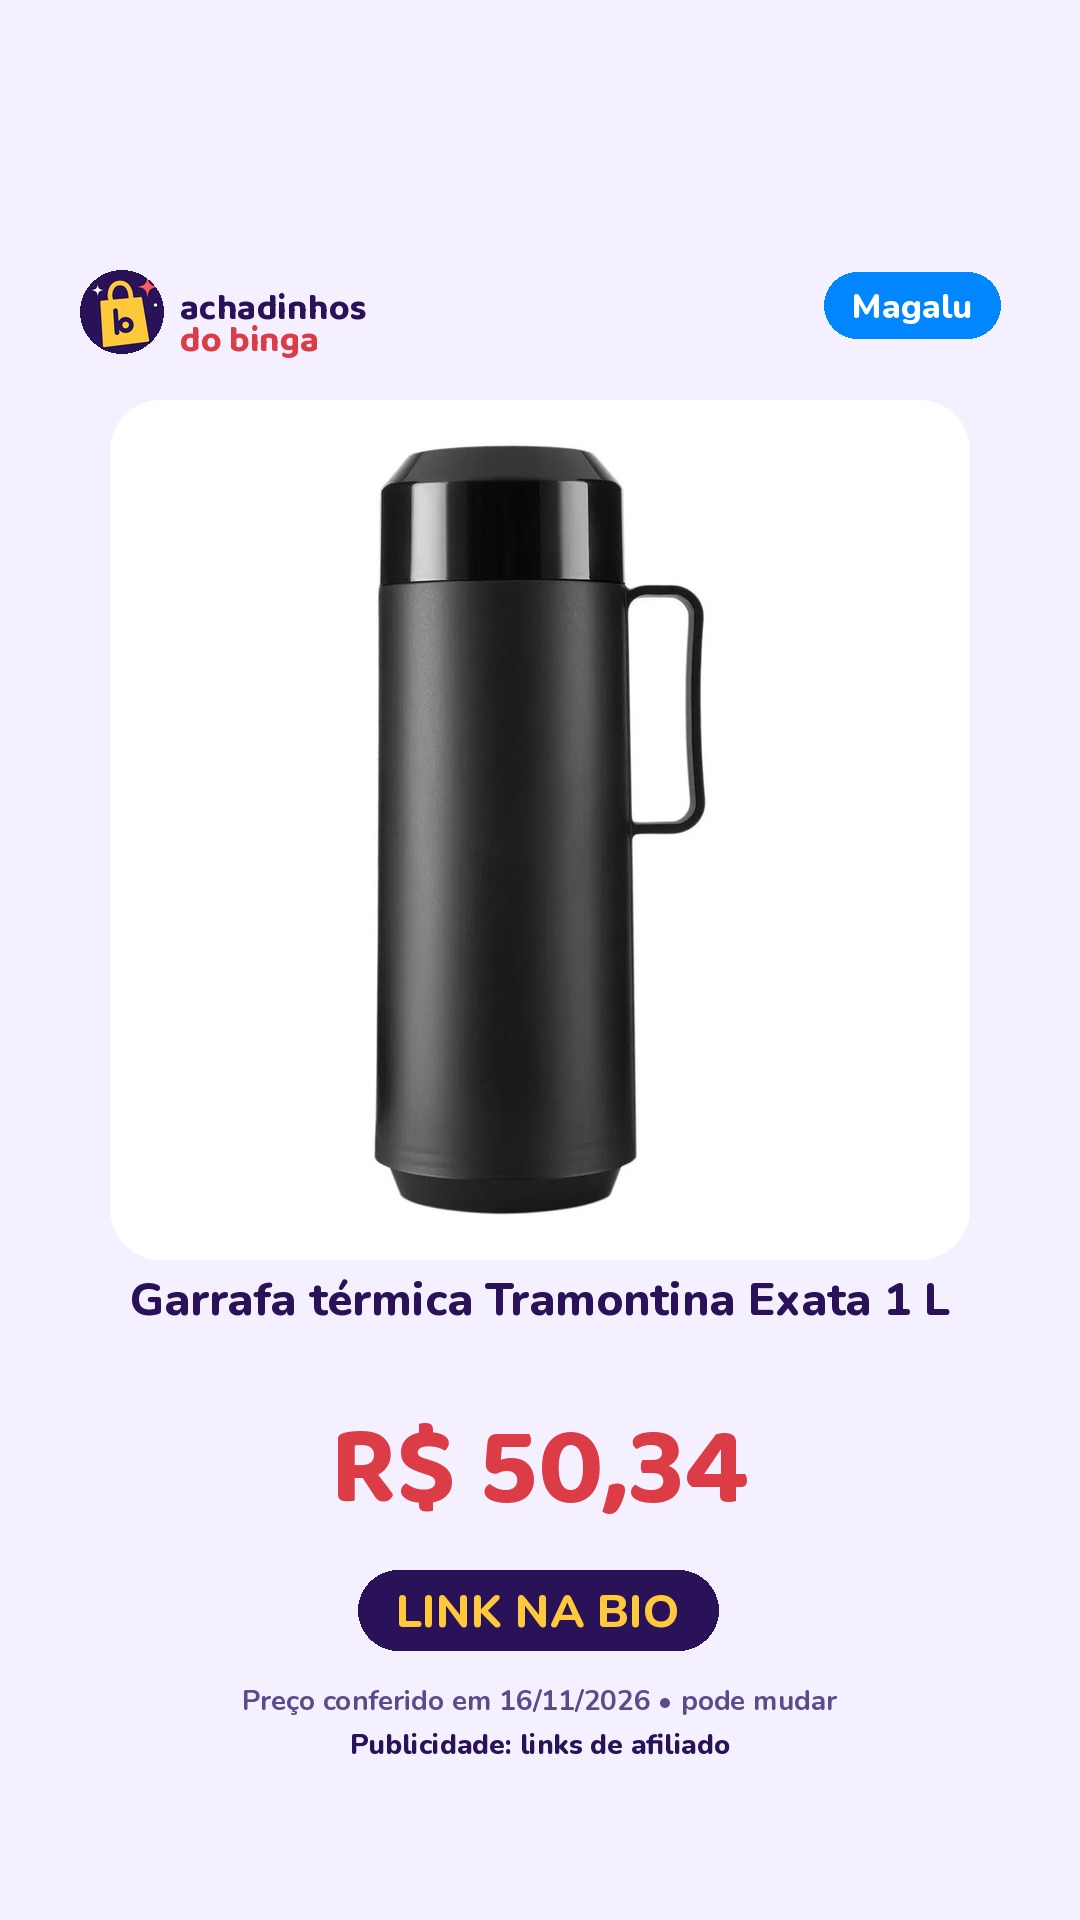 achadinhos
do binga
Magalu
b
Garrafa térmica Tramontina Exata 1 L
R$ 50,34
LINK NA BIO
Preço conferido em 16/11/2026 • pode mudar
Publicidade: links de afiliado